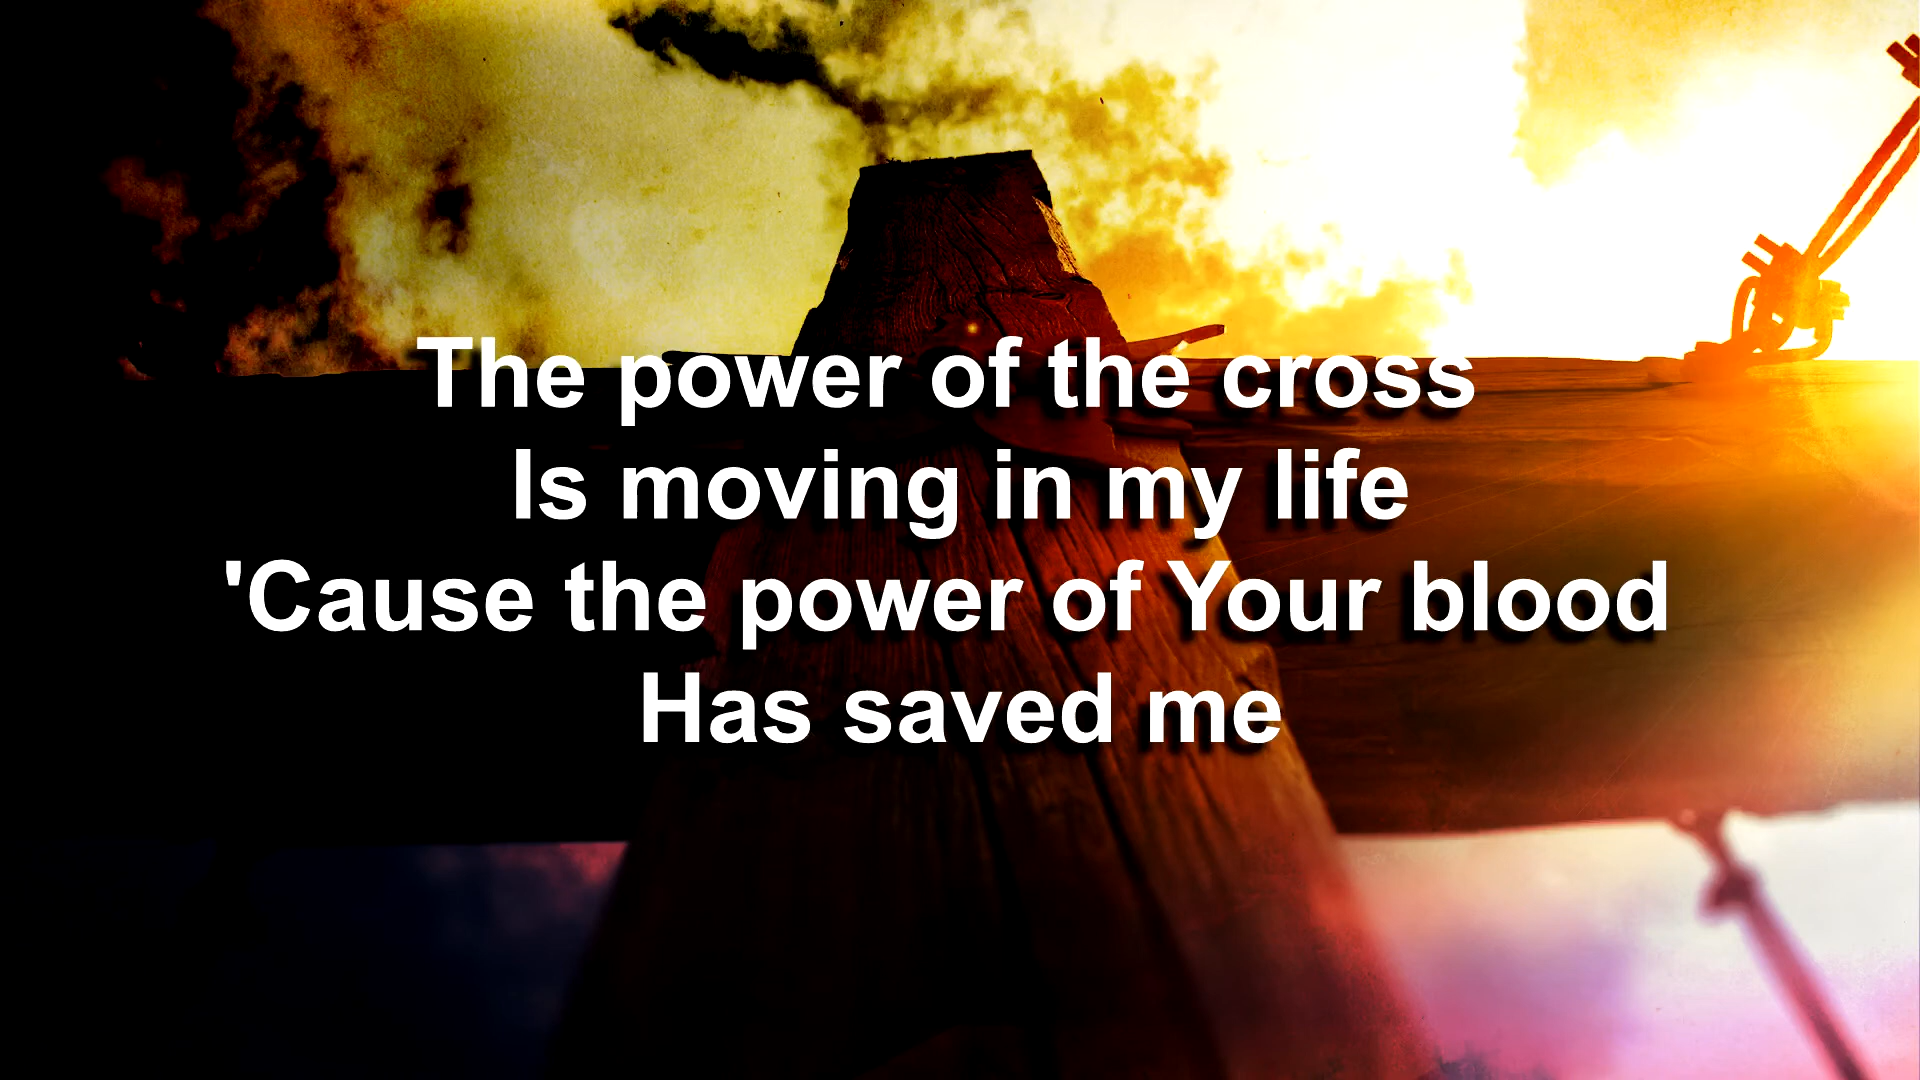 The power of the cross
Is moving in my life
'Cause the power of Your blood
Has saved me